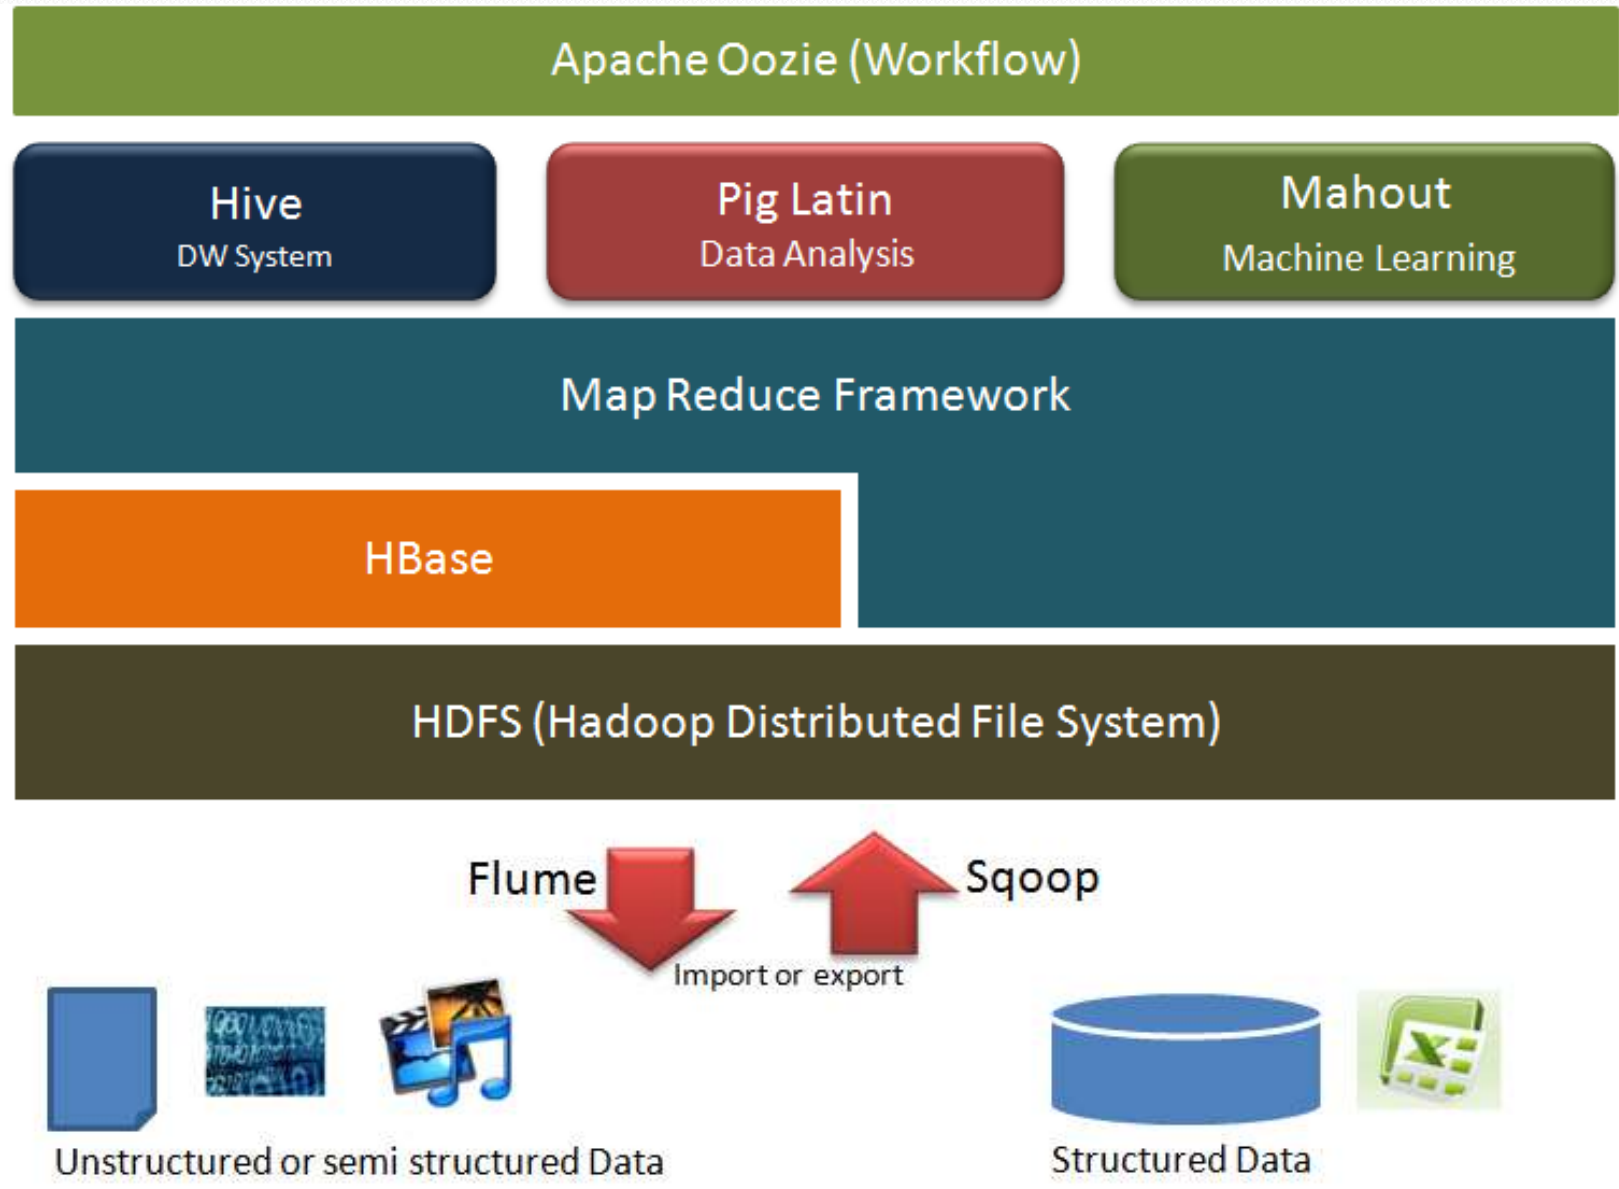 Apache Oozie (Workflow)
Hive
DW System
Pig Latin
Data Analysis
Mahout
Machine Learning
Map Reduce Framework
HBase
HDFS (Hadoop Distributed File System)
Flume
Sqoop
Import or export
Unstructured or semi structured Data
Structured Data